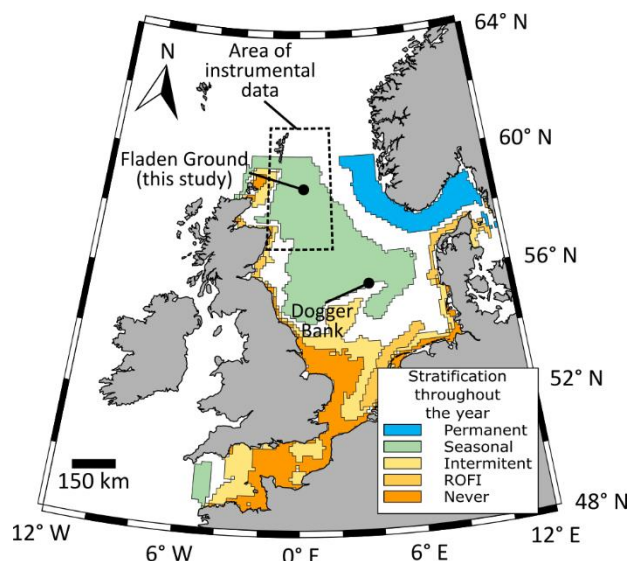 64° N
N
Area of
instrumental
data
60° N
Fladen Ground
(this study)
56° N
Dogger
Bank
52° N
Stratification
throughout
the year
Permanent
Seasonal
Intermitent
ROFI
Never
150 km
48° N
12° W
6° W
0° E
6° E
12° E